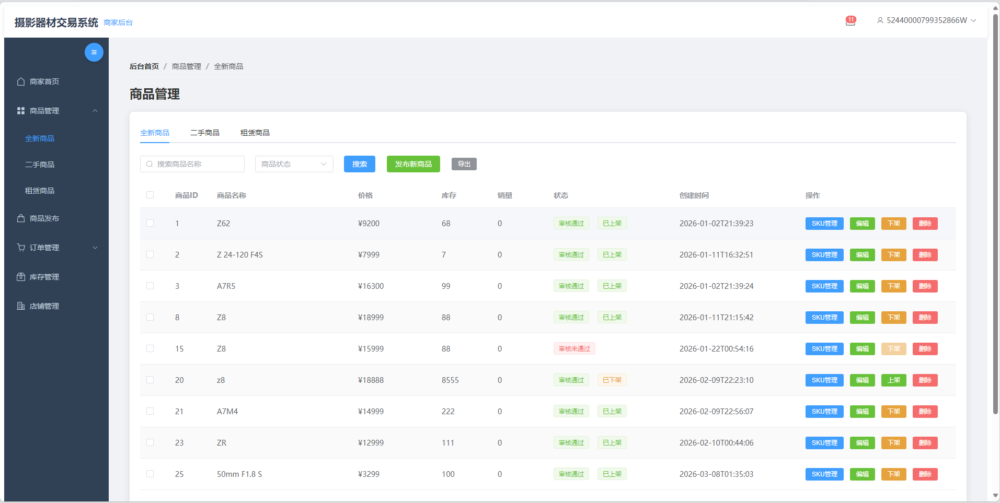 摄影器材交易系统 商家后台 11 52440000799352866W
后台首页 / 商品管理 / 全新商品
商家首页
商品管理
全新商品
二手商品
租赁商品
商品发布
订单管理
库存管理
店铺管理
商品管理
全新商品 二手商品 租赁商品
搜索商品名称 商品状态 搜索 发布新商品 导出
商品ID 商品名称 价格 库存 销量 状态 创建时间 操作
1 Z62 ¥9200 68 0 审核通过 已上架 2026-01-02T21:39:23 SKU管理 编辑 下架 删除
2 Z 24-120 F4S ¥7999 7 0 审核通过 已上架 2026-01-11T16:32:51 SKU管理 编辑 下架 删除
3 A7R5 ¥16300 99 0 审核通过 已上架 2026-01-02T21:39:24 SKU管理 编辑 下架 删除
8 Z8 ¥18999 88 0 审核通过 已上架 2026-01-11T21:15:42 SKU管理 编辑 下架 删除
15 Z8 ¥15999 88 0 审核未通过 2026-01-22T00:54:16 SKU管理 编辑 下架 删除
20 z8 ¥18888 8555 0 审核通过 已下架 2026-02-09T22:23:10 SKU管理 编辑 上架 删除
21 A7M4 ¥14999 222 0 审核通过 已上架 2026-02-09T22:56:07 SKU管理 编辑 下架 删除
23 ZR ¥12999 111 0 审核通过 已上架 2026-02-10T00:44:06 SKU管理 编辑 下架 删除
25 50mm F1.8 S ¥3299 100 0 审核通过 已上架 2026-03-08T01:35:03 SKU管理 编辑 下架 删除